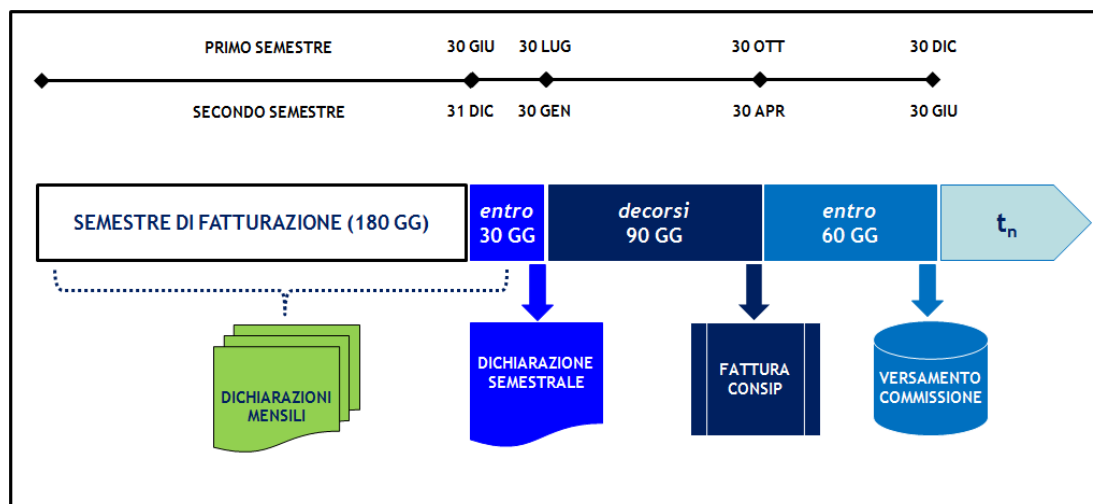 PRIMO SEMESTRE
30 GIU
30 LUG
30 OTT
30 DIC
SECONDO SEMESTRE
31 DIC
30 GEN
30 APR
30 GIU
SEMESTRE DI FATTURAZIONE (180 GG)
entro
30 GG
decorsi
90 GG
entro
60 GG
tn
DICHIARAZIONI
MENSILI
DICHIARAZIONE
SEMESTRALE
FATTURA
CONSIP
VERSAMENTO
COMMISSIONE